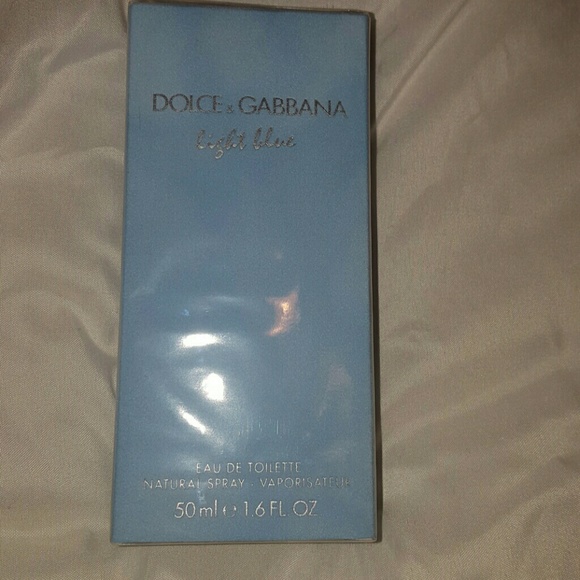 DOLCE & GABBANA
light blue
EAU DE TOILETTE
NATURAL SPRAY - VAPORISATEUR
50 ml e 1.6 FL. OZ